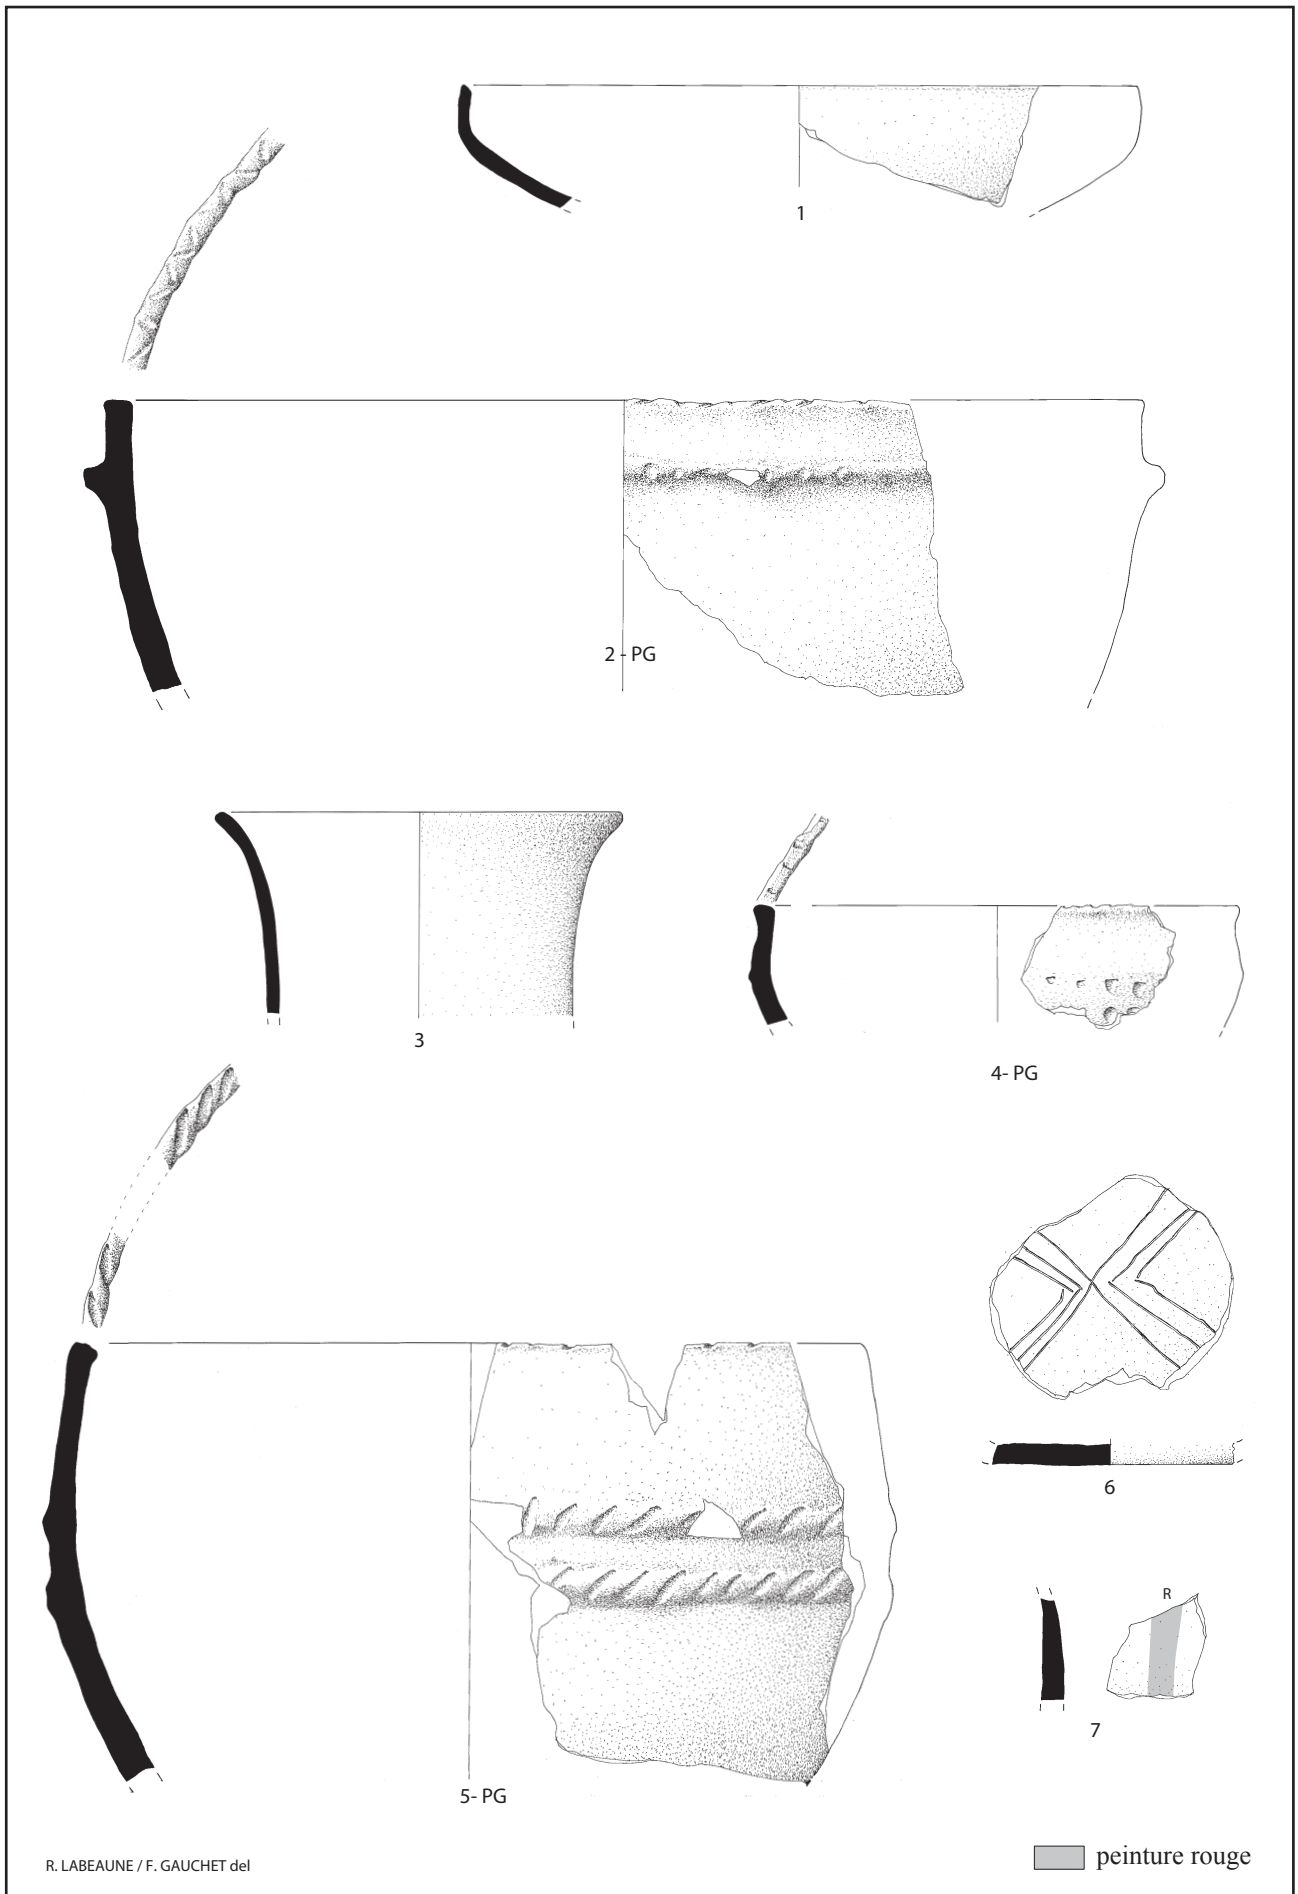 1
2 - PG
3
4- PG
6
R
7
5- PG
R. LABEAUNE / F. GAUCHET del
peinture rouge